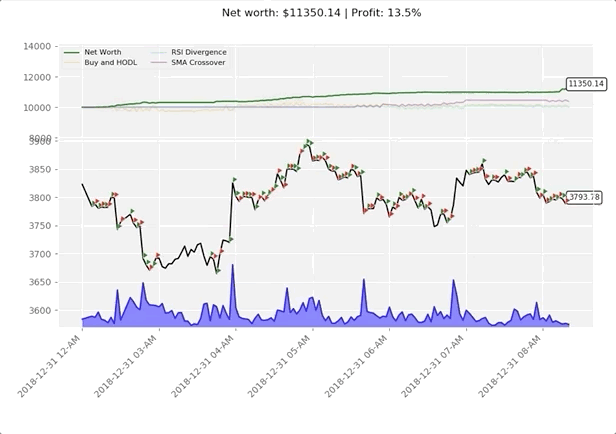 Net worth: $11350.14 | Profit: 13.5%
14000
Net Worth RSI Divergence
Buy and HODL SMA Crossover
12000
11350.14
10000
8000
3900
3850
3800
3793.78
3750
3700
3650
3600
2018-12-31 12-AM
2018-12-31 03-AM
2018-12-31 04-AM
2018-12-31 05-AM
2018-12-31 06-AM
2018-12-31 07-AM
2018-12-31 08-AM